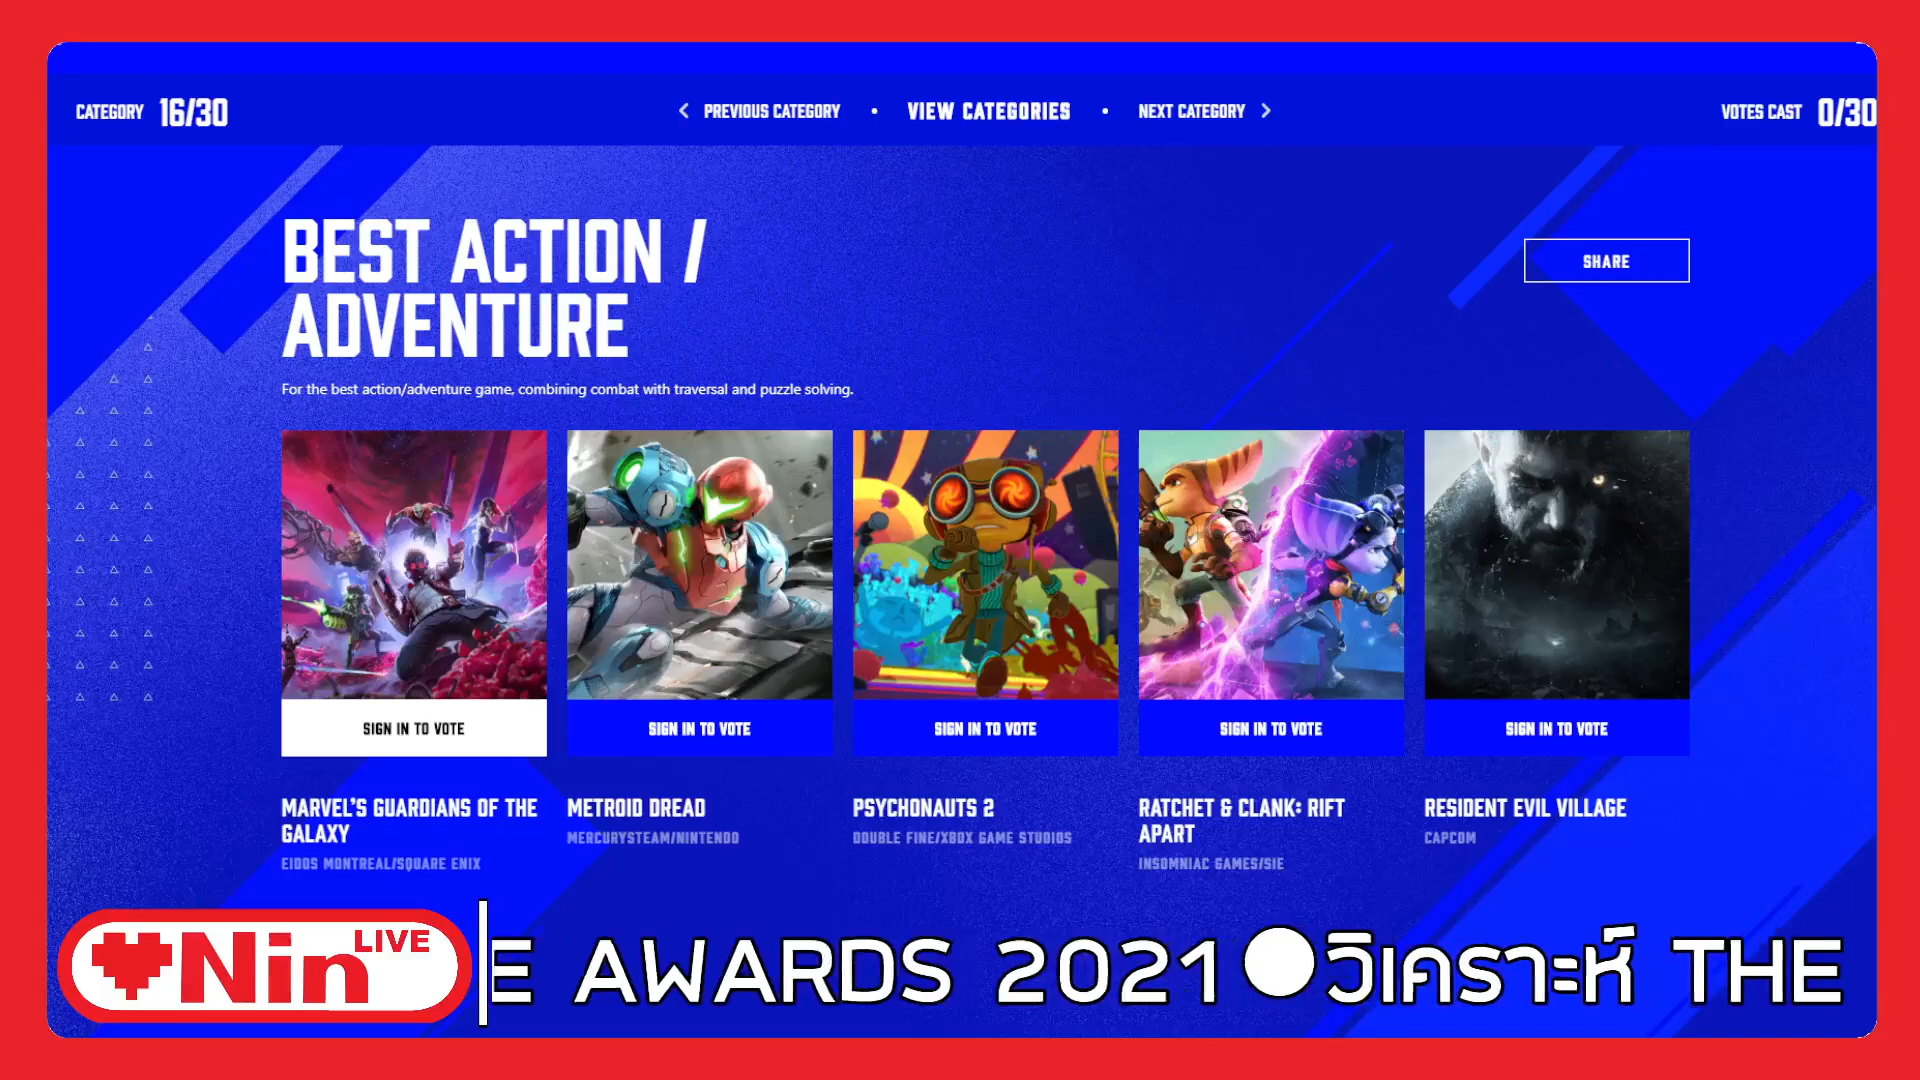 CATEGORY 16/30
PREVIOUS CATEGORY • VIEW CATEGORIES • NEXT CATEGORY
VOTES CAST 0/30
BEST ACTION /
ADVENTURE
SHARE
For the best action/adventure game, combining combat with traversal and puzzle solving.
SIGN IN TO VOTE
SIGN IN TO VOTE
SIGN IN TO VOTE
SIGN IN TO VOTE
SIGN IN TO VOTE
MARVEL'S GUARDIANS OF THE
GALAXY
EIDOS MONTREAL/SQUARE ENIX
METROID DREAD
MERCURYSTEAM/NINTENDO
PSYCHONAUTS 2
DOUBLE FINE/XBOX GAME STUDIOS
RATCHET & CLANK: RIFT
APART
INSOMNIAC GAMES/SIE
RESIDENT EVIL VILLAGE
CAPCOM
Nin LIVE
E AWARDS 2021●วิเคราะห์ THE